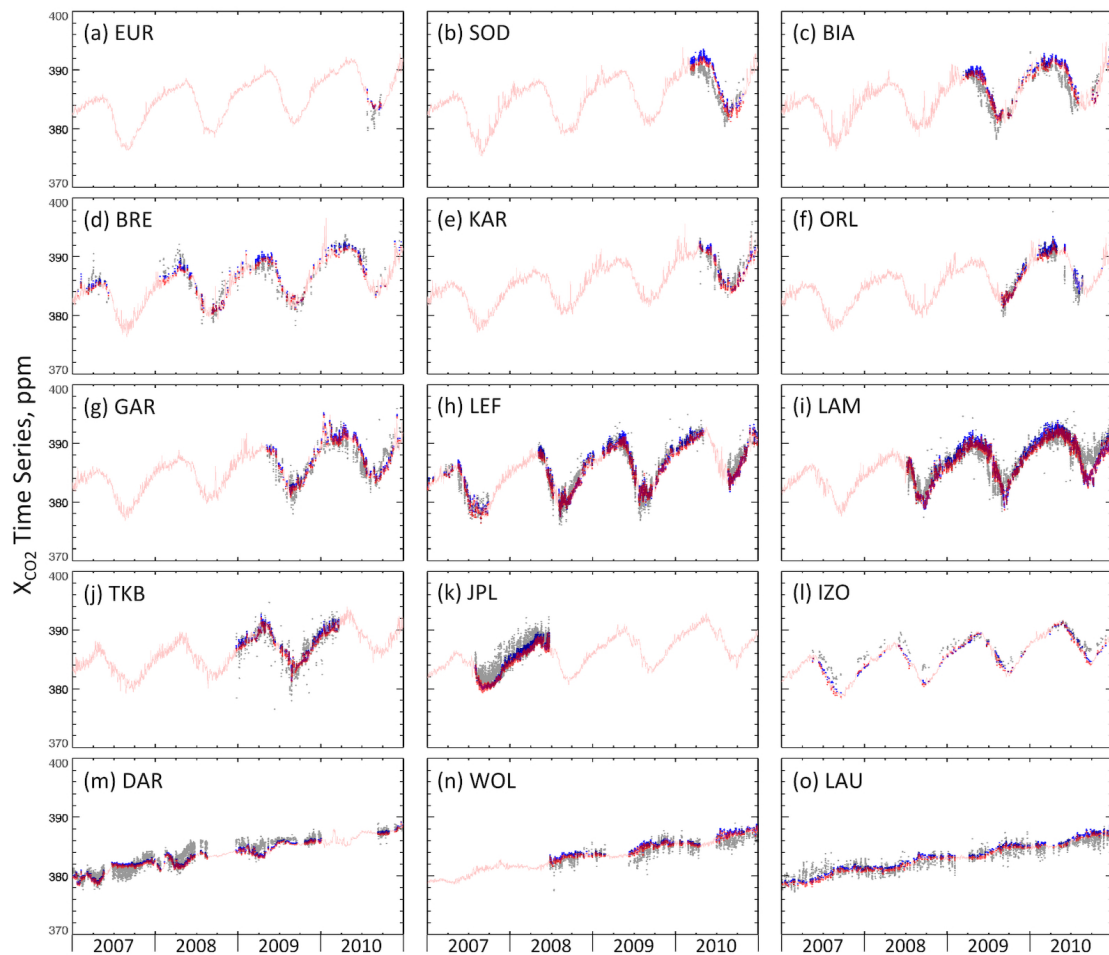 400
390
380
370
(a) EUR
(b) SOD
(c) BIA
400
390
380
370
(d) BRE
(e) KAR
(f) ORL
400
390
380
370
(g) GAR
(h) LEF
(i) LAM
400
390
380
370
(j) TKB
(k) JPL
(l) IZO
400
390
380
370
(m) DAR
(n) WOL
(o) LAU
XCO2 Time Series, ppm
2007 2008 2009 2010
2007 2008 2009 2010
2007 2008 2009 2010